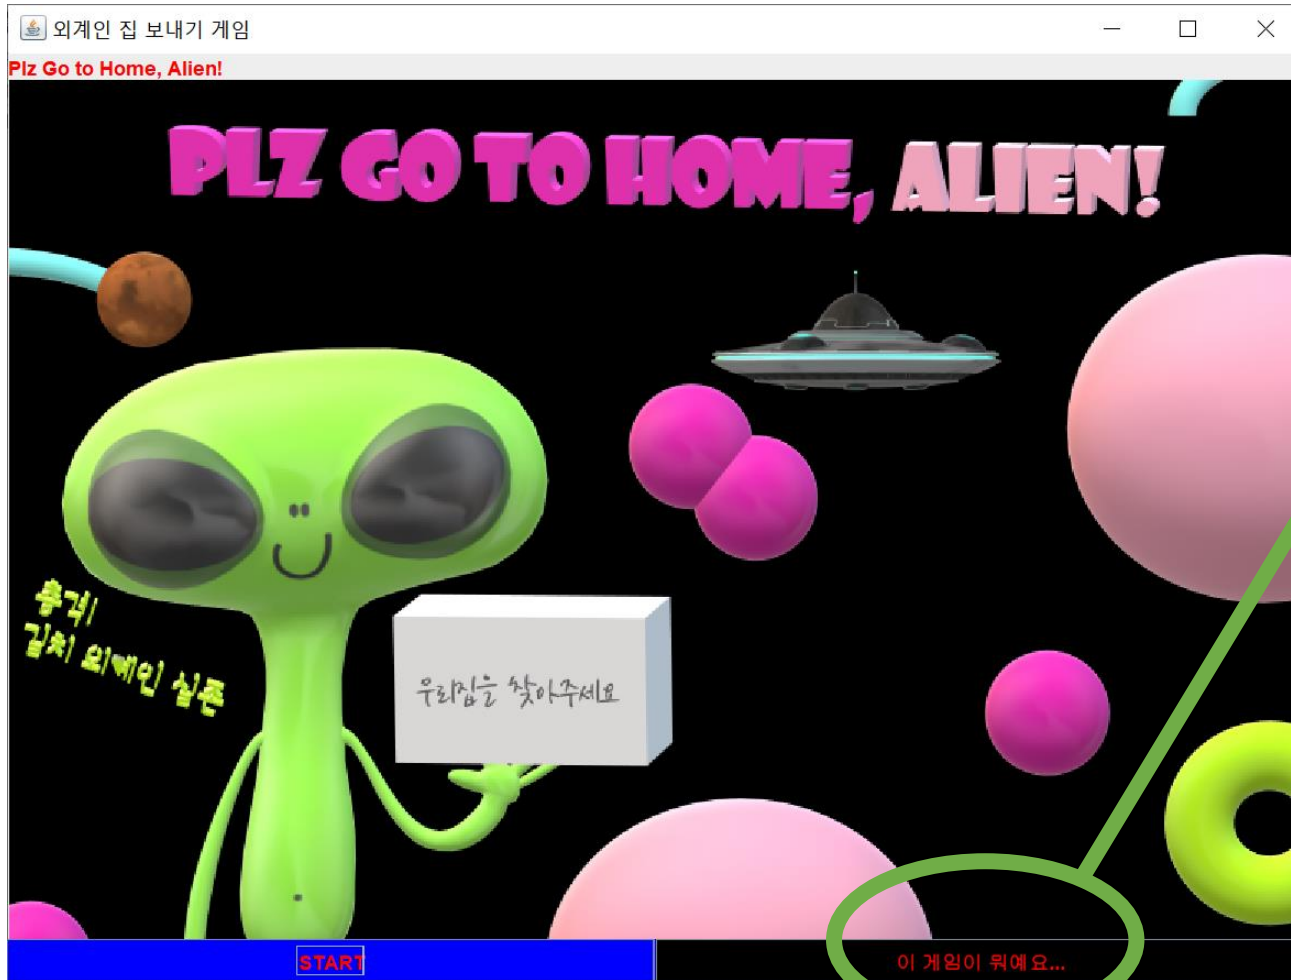 외계인 집 보내기 게임
Plz Go to Home, Alien!
PLZ GO TO HOME, ALIEN!
충격!
김치 외계인 실존
우리집을 찾아주세요
START
이 게임이 뭐예요...